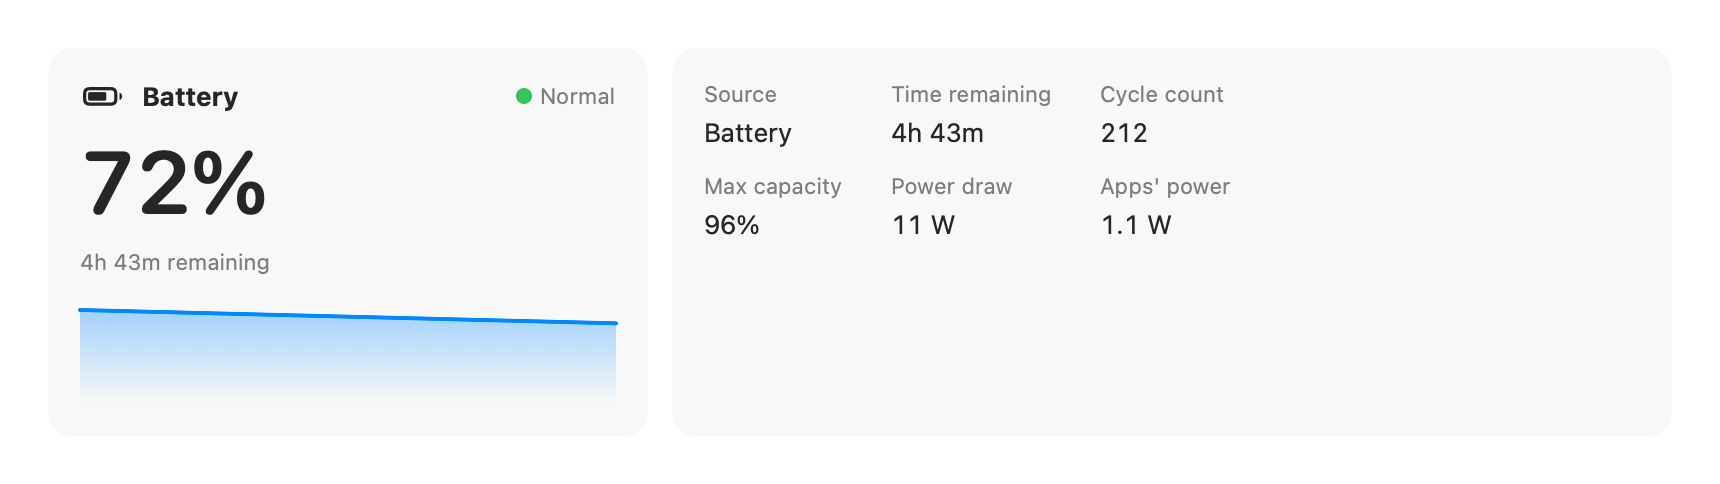 Battery
Normal
72%
4h 43m remaining
Source
Time remaining
Cycle count
Battery
4h 43m
212
Max capacity
Power draw
Apps' power
96%
11 W
1.1 W